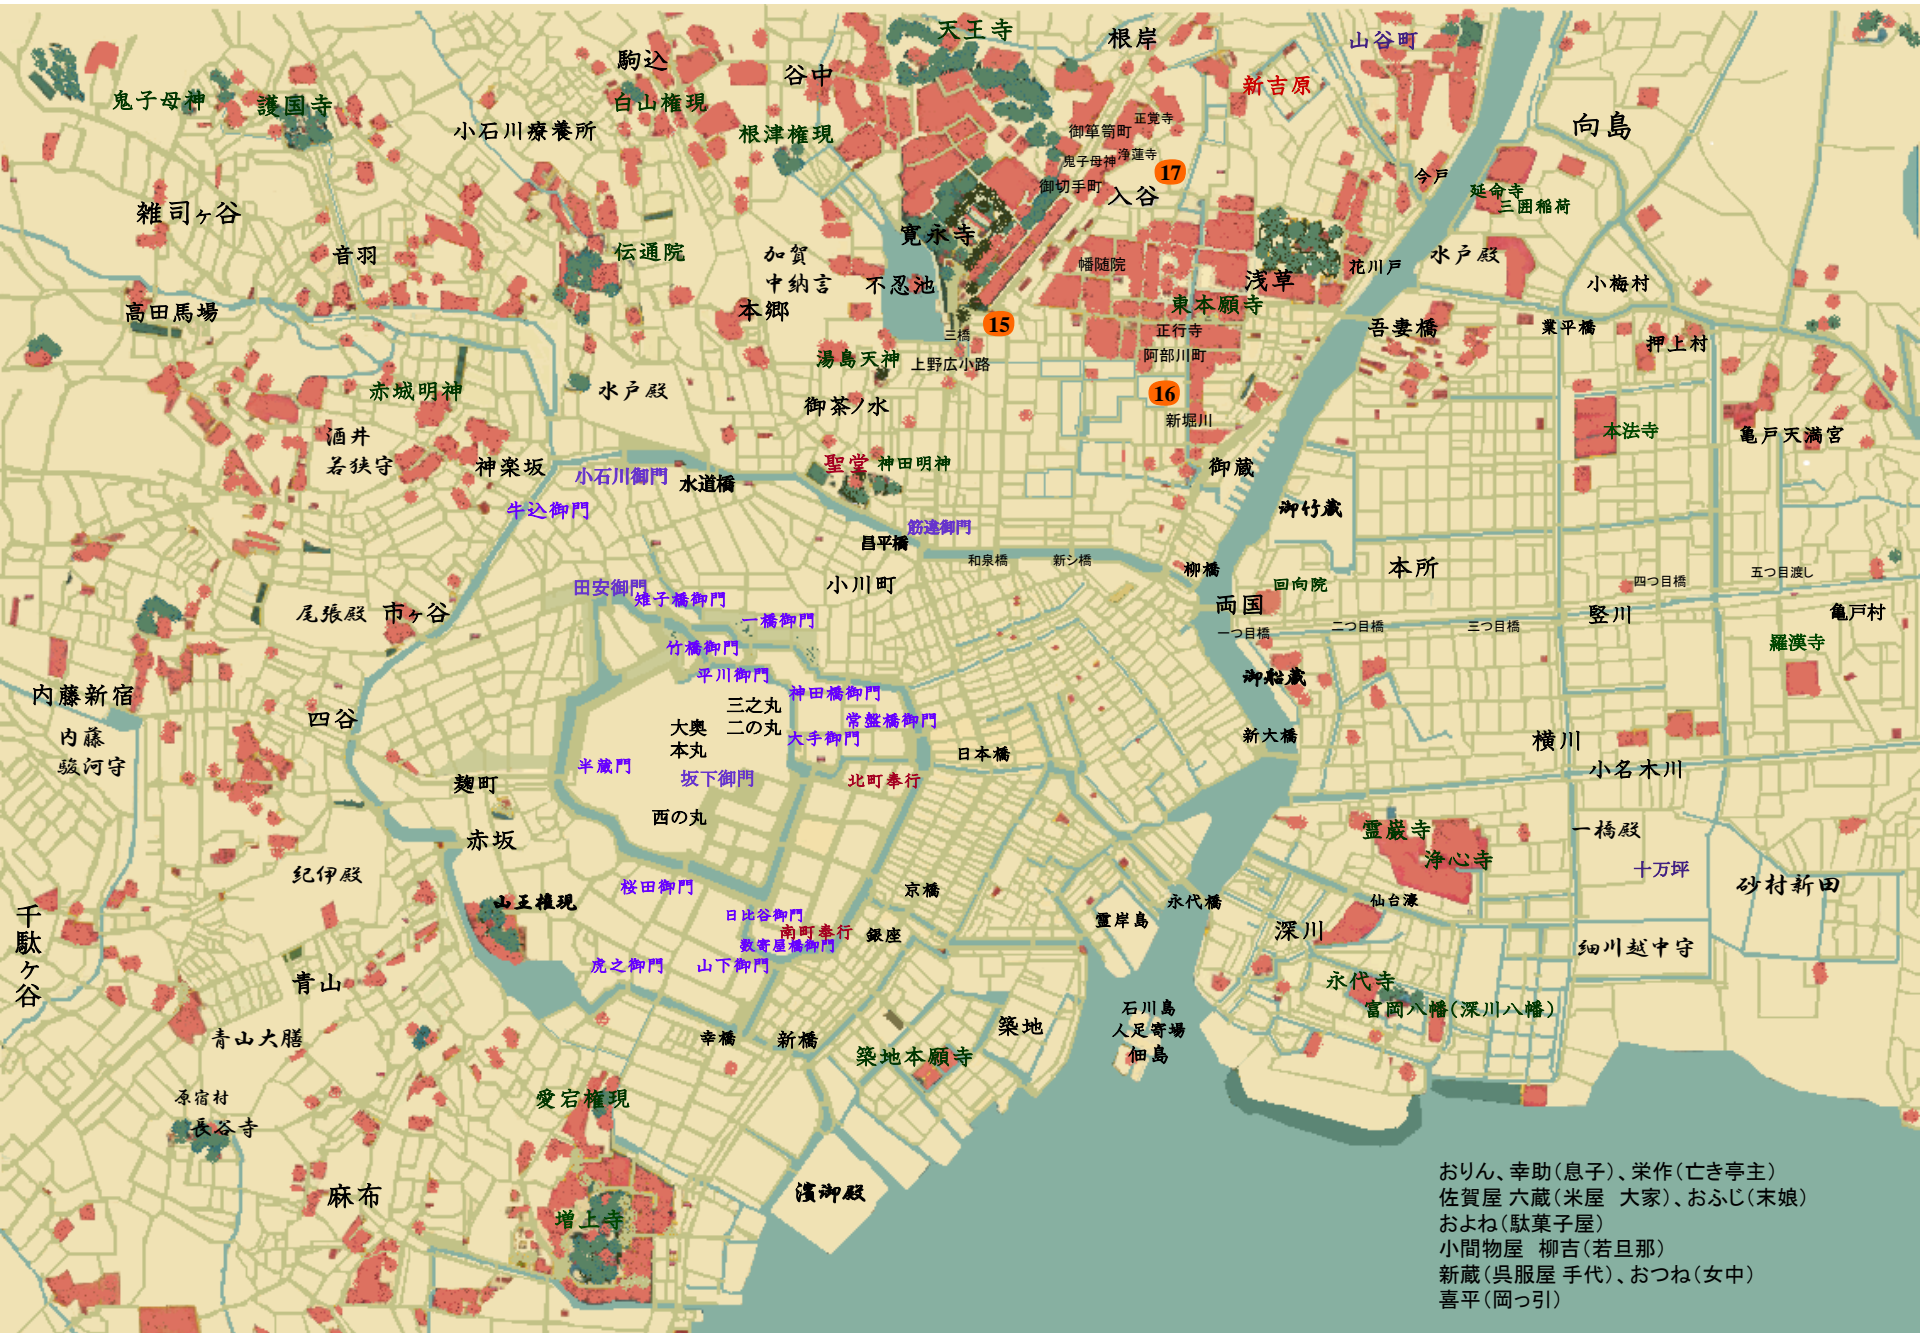 天王寺
根岸
山谷町
駒込
谷中
新吉原
鬼子母神
護国寺
白山権現
小石川療養所
根津権現
御箪笥町
正覚寺
向島
鬼子母神
浄蓮寺
17
御切手町
入谷
今戸
延命寺
三囲稲荷
雑司ヶ谷
音羽
伝通院
加賀
中納言
寛永寺
不忍池
幡随院
浅草
花川戸
水戸殿
小梅村
高田馬場
本郷
東本願寺
15
三橋
正行寺
吾妻橋
業平橋
押上村
湯島天神
上野広小路
阿部川町
赤城明神
水戸殿
御茶ノ水
16
新堀川
酒井
若狭守
神楽坂
小石川御門
水道橋
聖堂
神田明神
御蔵
本法寺
亀戸天満宮
牛込御門
筋違御門
昌平橋
御竹蔵
和泉橋
新シ橋
柳橋
本所
田安御門
雉子橋御門
小川町
回向院
四つ目橋
五つ目渡し
尾張殿
市ヶ谷
一橋御門
両国
一つ目橋
二つ目橋
三つ目橋
竪川
亀戸村
竹橋御門
平川御門
羅漢寺
内藤新宿
神田橋御門
御船蔵
四谷
三之丸
大奥
二の丸
本丸
常盤橋御門
大手御門
内藤
駿河守
日本橋
新大橋
横川
半蔵門
坂下御門
北町奉行
小名木川
麹町
西の丸
赤坂
霊巌寺
浄心寺
一橋殿
十万坪
砂村新田
紀伊殿
桜田御門
京橋
山王権現
日比谷御門
南町奉行
数寄屋橋御門
銀座
霊岸島
永代橋
仙台濠
深川
細川越中守
千駄ヶ谷
虎之御門
山下御門
青山
永代寺
富岡八幡(深川八幡)
石川島
人足寄場
佃島
青山大膳
幸橋
新橋
築地
築地本願寺
原宿村
長谷寺
愛宕権現
麻布
増上寺
濱御殿
おりん、幸助(息子)、栄作(亡き亭主)
佐賀屋 六蔵(米屋　大家)、おふじ(末娘)
およね(駄菓子屋)
小間物屋　柳吉(若旦那)
新蔵(呉服屋 手代)、おつね(女中)
喜平(岡っ引)